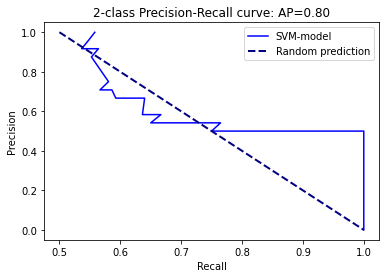 2-class Precision-Recall curve: AP=0.80
SVM-model
Random prediction
Precision
1.0
0.8
0.6
0.4
0.2
0.0
0.5 0.6 0.7 0.8 0.9 1.0
Recall